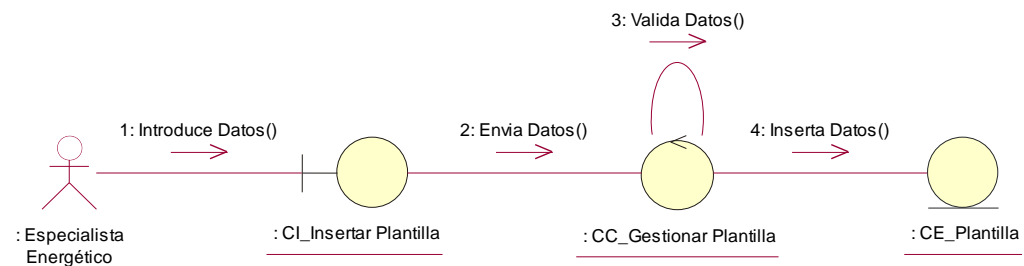 3: Valida Datos()
1: Introduce Datos()
2: Envia Datos()
4: Inserta Datos()
: Especialista
Energético
: CI_Insertar Plantilla
: CC_Gestionar Plantilla
: CE_Plantilla